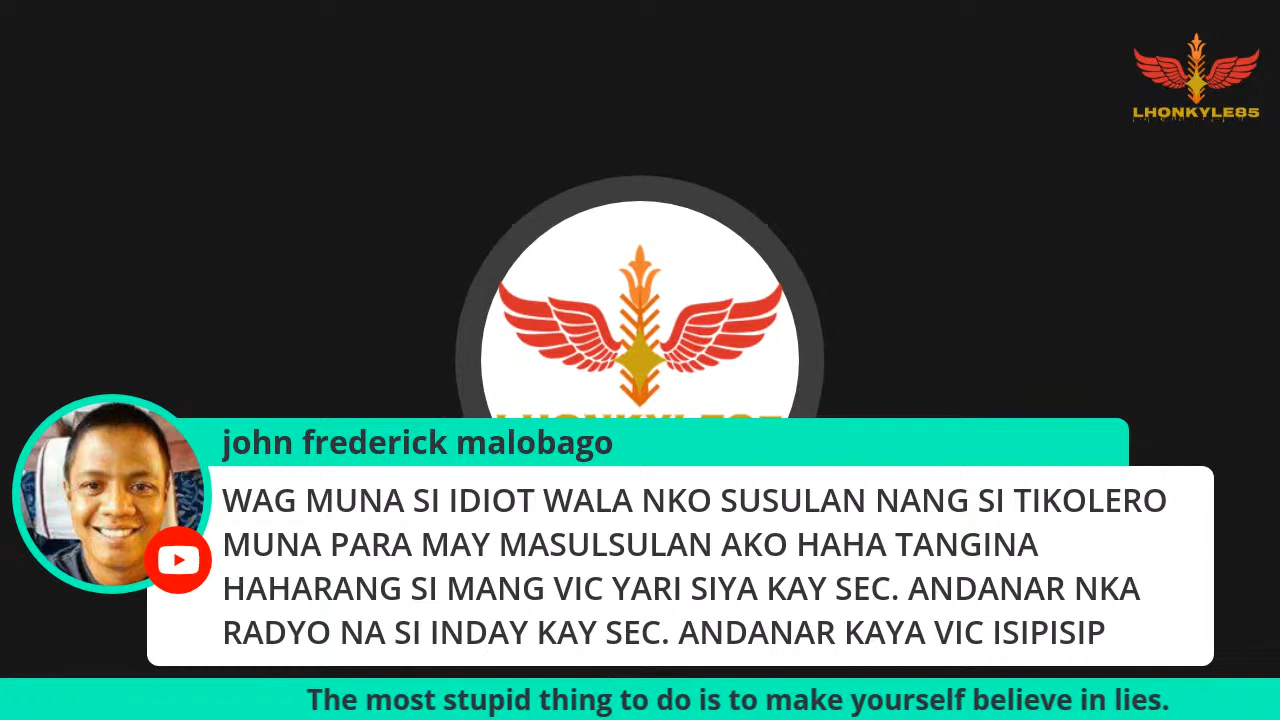 LHONKYLE85
john frederick malobago
WAG MUNA SI IDIOT WALA NKO SUSULAN NANG SI TIKOLERO
MUNA PARA MAY MASULSULAN AKO HAHA TANGINA
HAHARANG SI MANG VIC YARI SIYA KAY SEC. ANDANAR NKA
RADYO NA SI INDAY KAY SEC. ANDANAR KAYA VIC ISIPISIP
The most stupid thing to do is to make yourself believe in lies.